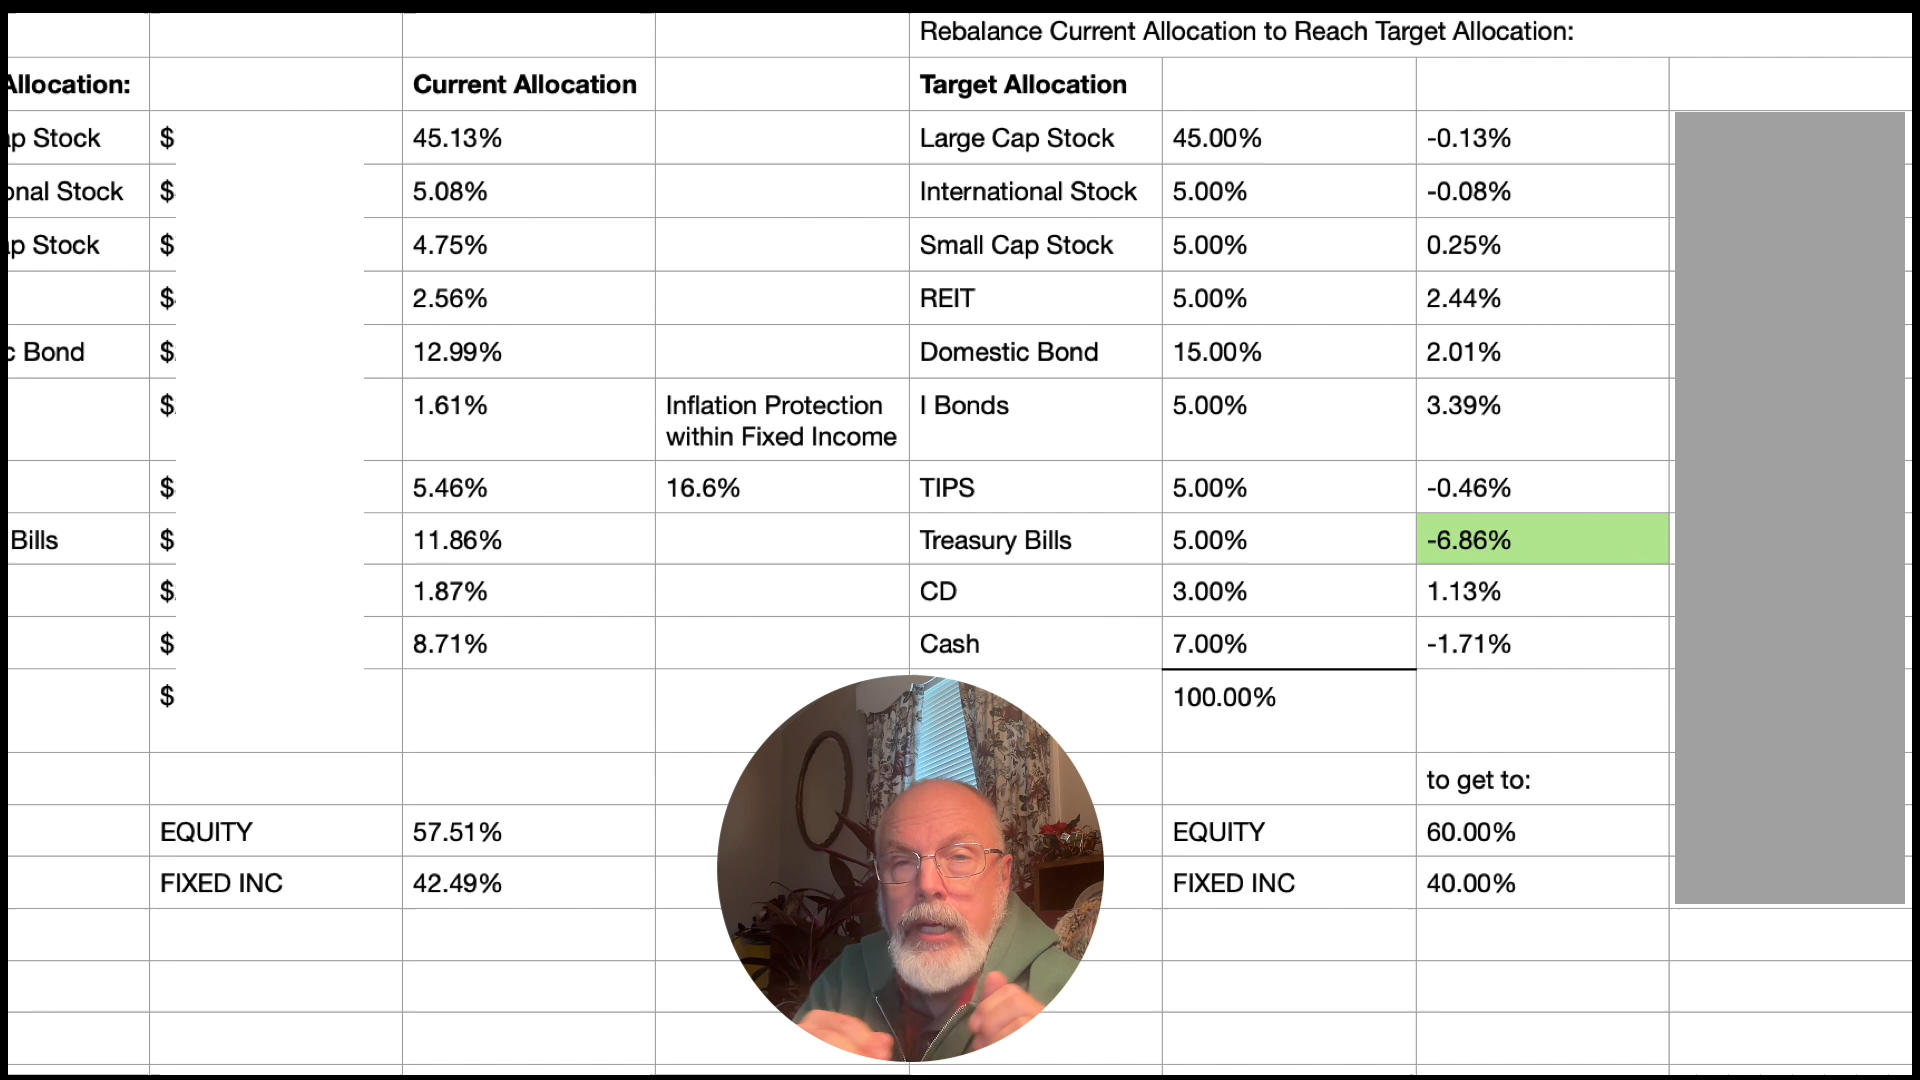 Rebalance Current Allocation to Reach Target Allocation:
Allocation: Current Allocation Target Allocation
p Stock $ 45.13% Large Cap Stock 45.00% -0.13%
onal Stock $ 5.08% International Stock 5.00% -0.08%
p Stock $ 4.75% Small Cap Stock 5.00% 0.25%
$ 2.56% REIT 5.00% 2.44%
c Bond $ 12.99% Domestic Bond 15.00% 2.01%
$ 1.61% Inflation Protection I Bonds 5.00% 3.39%
within Fixed Income
$ 5.46% 16.6% TIPS 5.00% -0.46%
Bills $ 11.86% Treasury Bills 5.00% -6.86%
$ 1.87% CD 3.00% 1.13%
$ 8.71% Cash 7.00% -1.71%
$ 100.00%
to get to:
EQUITY 57.51% EQUITY 60.00%
FIXED INC 42.49% FIXED INC 40.00%